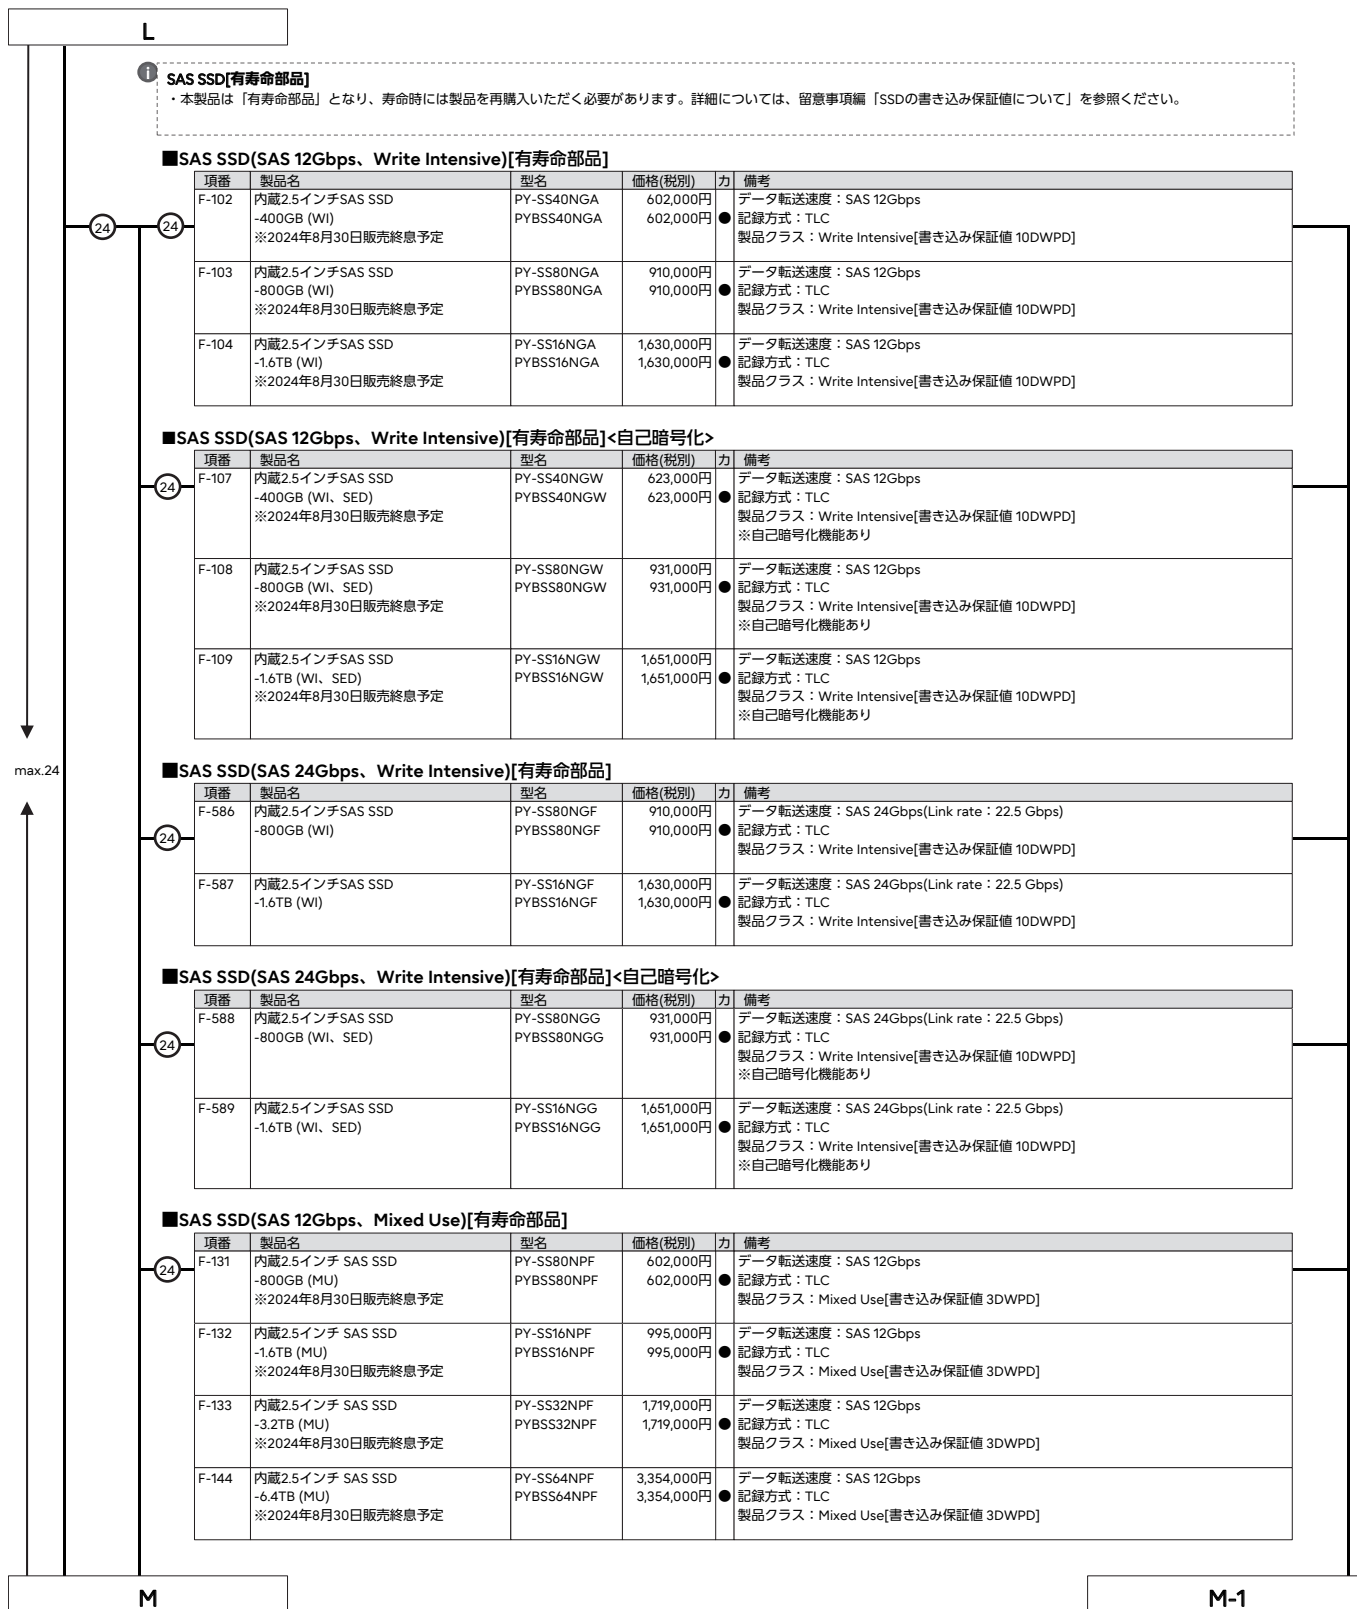 L
SAS SSD[有寿命部品]
・本製品は「有寿命部品」となり、寿命時には製品を再購入いただく必要があります。詳細については、留意事項編「SSDの書き込み保証値について」を参照ください。
■SAS SSD(SAS 12Gbps、Write Intensive)[有寿命部品]
項番 製品名 型名 価格(税別) カ 備考
F-102 内蔵2.5インチSAS SSD PY-SS40NGA 602,000円 データ転送速度：SAS 12Gbps
24 24 -400GB (WI) PYBSS40NGA 602,000円 ● 記録方式：TLC
※2024年8月30日販売終息予定 製品クラス：Write Intensive[書き込み保証値 10DWPD]
F-103 内蔵2.5インチSAS SSD PY-SS80NGA 910,000円 データ転送速度：SAS 12Gbps
-800GB (WI) PYBSS80NGA 910,000円 ● 記録方式：TLC
※2024年8月30日販売終息予定 製品クラス：Write Intensive[書き込み保証値 10DWPD]
F-104 内蔵2.5インチSAS SSD PY-SS16NGA 1,630,000円 データ転送速度：SAS 12Gbps
-1.6TB (WI) PYBSS16NGA 1,630,000円 ● 記録方式：TLC
※2024年8月30日販売終息予定 製品クラス：Write Intensive[書き込み保証値 10DWPD]
■SAS SSD(SAS 12Gbps、Write Intensive)[有寿命部品]<自己暗号化>
項番 製品名 型名 価格(税別) カ 備考
24 F-107 内蔵2.5インチSAS SSD PY-SS40NGW 623,000円 データ転送速度：SAS 12Gbps
-400GB (WI、SED) PYBSS40NGW 623,000円 ● 記録方式：TLC
※2024年8月30日販売終息予定 製品クラス：Write Intensive[書き込み保証値 10DWPD]
※自己暗号化機能あり
F-108 内蔵2.5インチSAS SSD PY-SS80NGW 931,000円 データ転送速度：SAS 12Gbps
-800GB (WI、SED) PYBSS80NGW 931,000円 ● 記録方式：TLC
※2024年8月30日販売終息予定 製品クラス：Write Intensive[書き込み保証値 10DWPD]
※自己暗号化機能あり
F-109 内蔵2.5インチSAS SSD PY-SS16NGW 1,651,000円 データ転送速度：SAS 12Gbps
-1.6TB (WI、SED) PYBSS16NGW 1,651,000円 ● 記録方式：TLC
※2024年8月30日販売終息予定 製品クラス：Write Intensive[書き込み保証値 10DWPD]
※自己暗号化機能あり
max.24
■SAS SSD(SAS 24Gbps、Write Intensive)[有寿命部品]
項番 製品名 型名 価格(税別) カ 備考
F-586 内蔵2.5インチSAS SSD PY-SS80NGF 910,000円 データ転送速度：SAS 24Gbps(Link rate：22.5 Gbps)
24 -800GB (WI) PYBSS80NGF 910,000円 ● 記録方式：TLC
製品クラス：Write Intensive[書き込み保証値 10DWPD]
F-587 内蔵2.5インチSAS SSD PY-SS16NGF 1,630,000円 データ転送速度：SAS 24Gbps(Link rate：22.5 Gbps)
-1.6TB (WI) PYBSS16NGF 1,630,000円 ● 記録方式：TLC
製品クラス：Write Intensive[書き込み保証値 10DWPD]
■SAS SSD(SAS 24Gbps、Write Intensive)[有寿命部品]<自己暗号化>
項番 製品名 型名 価格(税別) カ 備考
F-588 内蔵2.5インチSAS SSD PY-SS80NGG 931,000円 データ転送速度：SAS 24Gbps(Link rate：22.5 Gbps)
24 -800GB (WI、SED) PYBSS80NGG 931,000円 ● 記録方式：TLC
製品クラス：Write Intensive[書き込み保証値 10DWPD]
※自己暗号化機能あり
F-589 内蔵2.5インチSAS SSD PY-SS16NGG 1,651,000円 データ転送速度：SAS 24Gbps(Link rate：22.5 Gbps)
-1.6TB (WI、SED) PYBSS16NGG 1,651,000円 ● 記録方式：TLC
製品クラス：Write Intensive[書き込み保証値 10DWPD]
※自己暗号化機能あり
■SAS SSD(SAS 12Gbps、Mixed Use)[有寿命部品]
項番 製品名 型名 価格(税別) カ 備考
24 F-131 内蔵2.5インチ SAS SSD PY-SS80NPF 602,000円 データ転送速度：SAS 12Gbps
-800GB (MU) PYBSS80NPF 602,000円 ● 記録方式：TLC
※2024年8月30日販売終息予定 製品クラス：Mixed Use[書き込み保証値 3DWPD]
F-132 内蔵2.5インチ SAS SSD PY-SS16NPF 995,000円 データ転送速度：SAS 12Gbps
-1.6TB (MU) PYBSS16NPF 995,000円 ● 記録方式：TLC
※2024年8月30日販売終息予定 製品クラス：Mixed Use[書き込み保証値 3DWPD]
F-133 内蔵2.5インチ SAS SSD PY-SS32NPF 1,719,000円 データ転送速度：SAS 12Gbps
-3.2TB (MU) PYBSS32NPF 1,719,000円 ● 記録方式：TLC
※2024年8月30日販売終息予定 製品クラス：Mixed Use[書き込み保証値 3DWPD]
F-144 内蔵2.5インチ SAS SSD PY-SS64NPF 3,354,000円 データ転送速度：SAS 12Gbps
-6.4TB (MU) PYBSS64NPF 3,354,000円 ● 記録方式：TLC
※2024年8月30日販売終息予定 製品クラス：Mixed Use[書き込み保証値 3DWPD]
M M-1